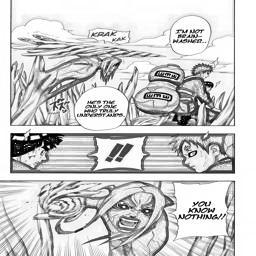 KRAK
KAK
I'M NOT
BRAIN-
WASHED...
HE'S THE
ONLY ONE
WHO TRULY
UNDERSTANDS.
!!
YOU
KNOW
NOTHING!!